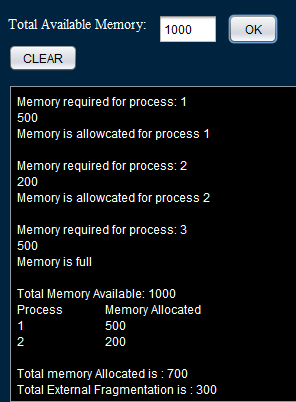 Total Available Memory: 1000 OK
CLEAR
Memory required for process: 1
500
Memory is allowcated for process 1
Memory required for process: 2
200
Memory is allowcated for process 2
Memory required for process: 3
500
Memory is full
Total Memory Available: 1000
Process Memory Allocated
1 500
2 200
Total memory Allocated is : 700
Total External Fragmentation is : 300